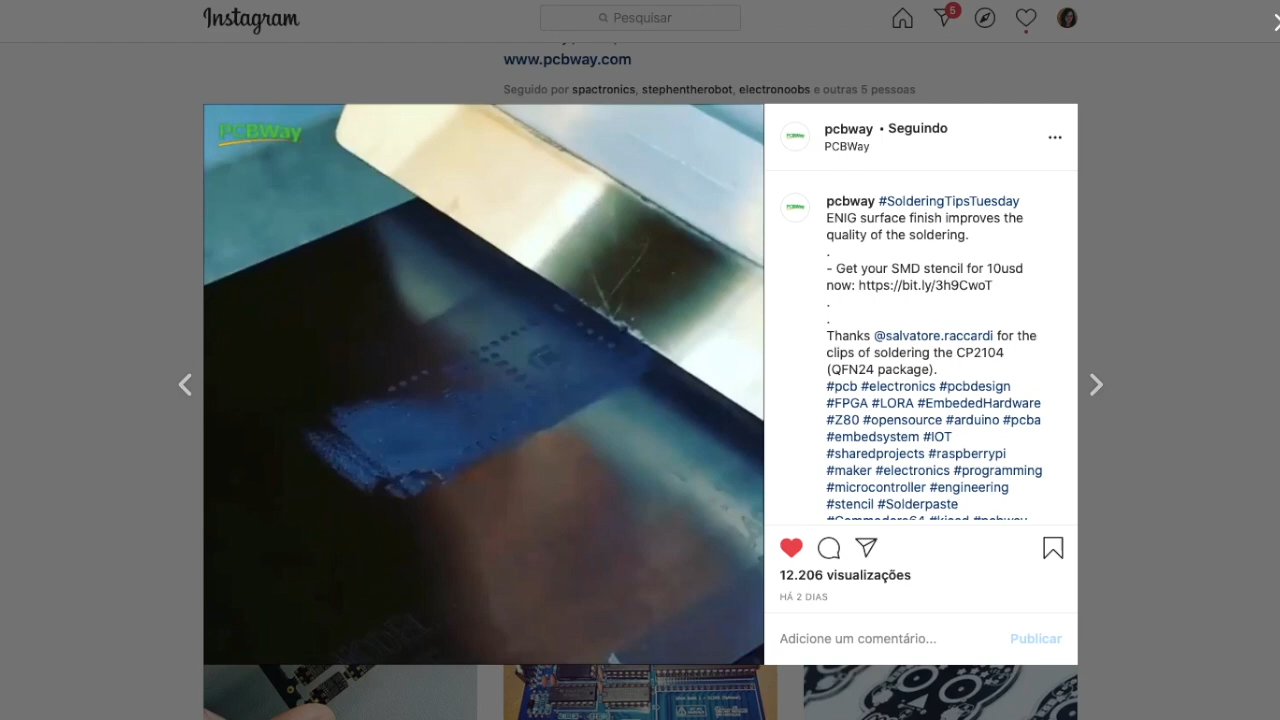 Instagram
Pesquisar
5
www.pcbway.com
Seguido por spactronics, stephentherobot, electronoobs e outras 5 pessoas
PCBWay
pcbway • Seguindo
PCBWay
pcbway #SolderingTipsTuesday
ENIG surface finish improves the
quality of the soldering.
.
- Get your SMD stencil for 10usd
now: https://bit.ly/3h9CwoT
.
.
Thanks @salvatore.raccardi for the
clips of soldering the CP2104
(QFN24 package).
#pcb #electronics #pcbdesign
#FPGA #LORA #EmbededHardware
#Z80 #opensource #arduino #pcba
#embedsystem #IOT
#sharedprojects #raspberrypi
#maker #electronics #programming
#microcontroller #engineering
#stencil #Solderpaste
#Commodore64 #kicad #pcbway
12.206 visualizações
HÁ 2 DIAS
Adicione um comentário...
Publicar